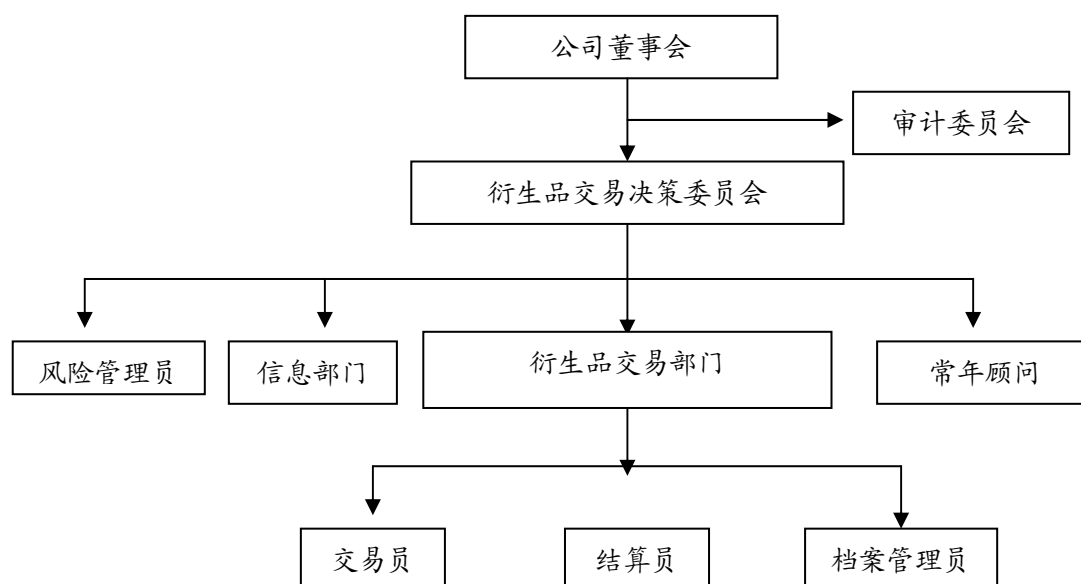 公司董事会
审计委员会
衍生品交易决策委员会
风险管理员
信息部门
衍生品交易部门
常年顾问
交易员
结算员
档案管理员